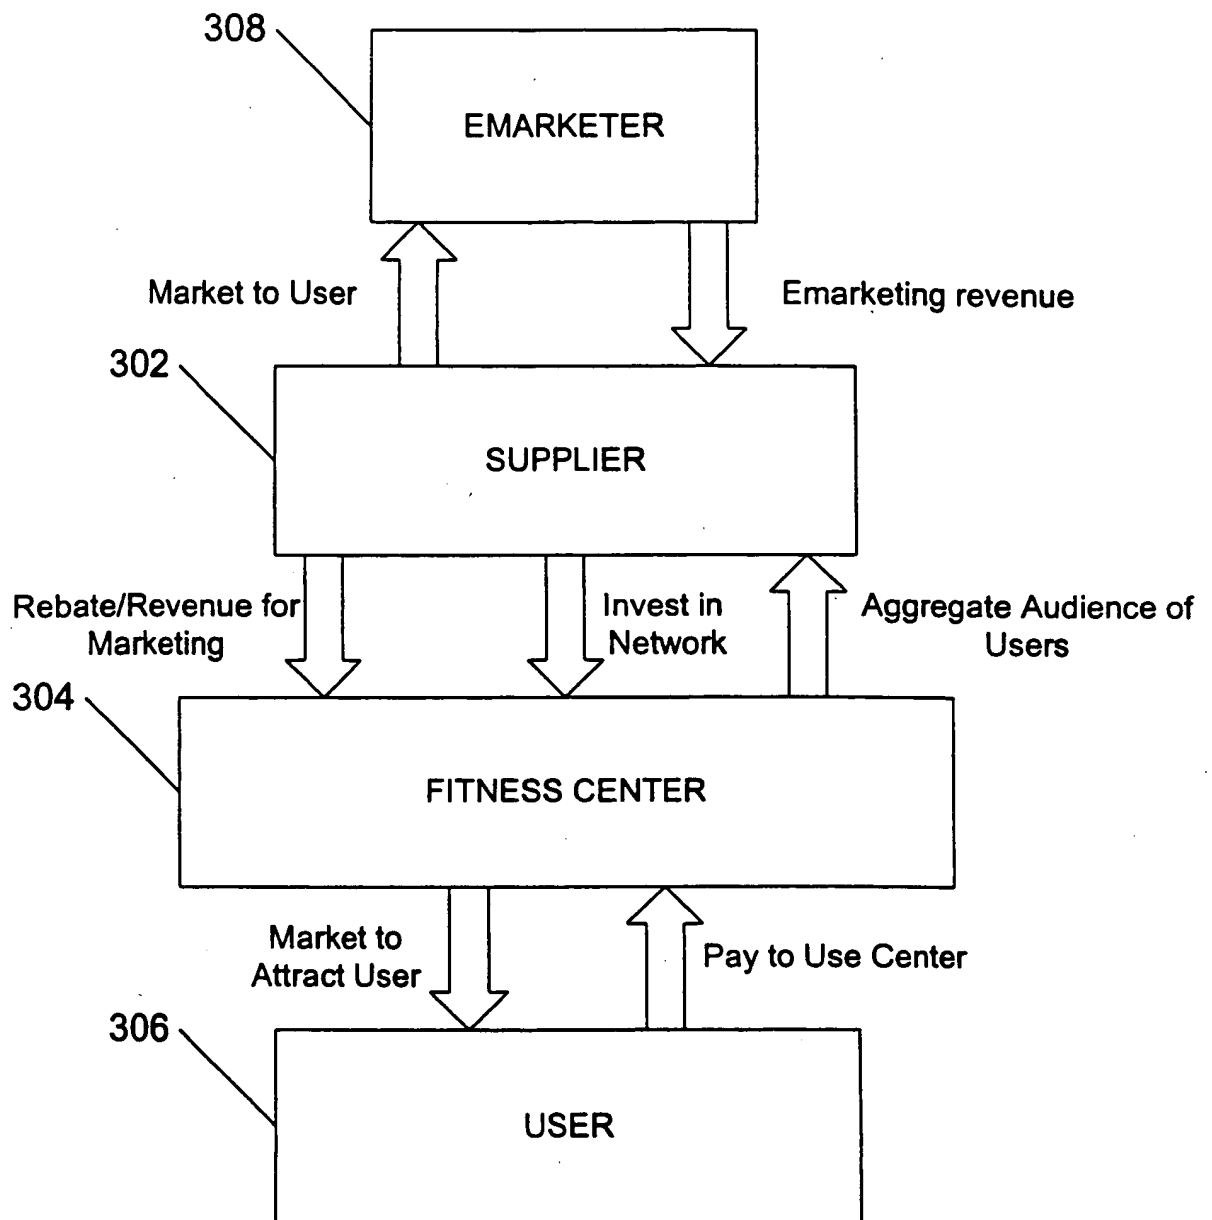 308
EMARKETER
Market to User
Emarketing revenue
302
SUPPLIER
Rebate/Revenue for
Marketing
Invest in
Network
Aggregate Audience of
Users
304
FITNESS CENTER
Market to
Attract User
Pay to Use Center
306
USER